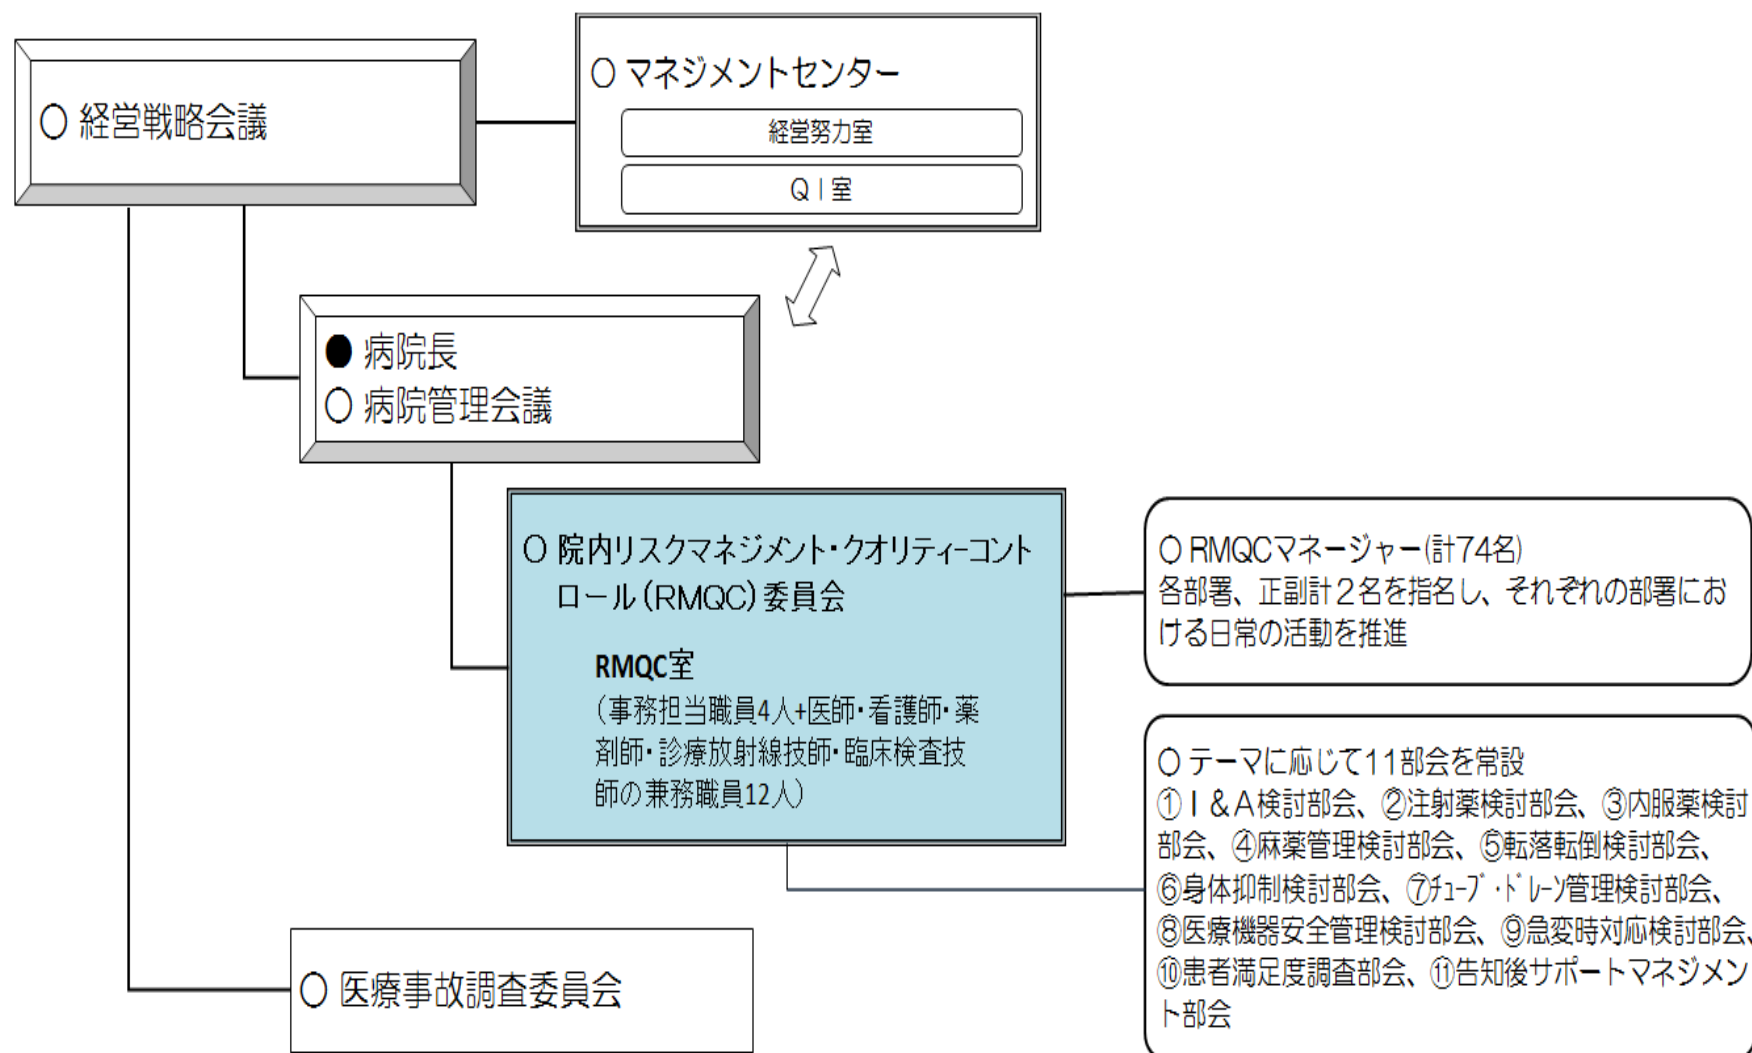 ○ 経営戦略会議
○ マネジメントセンター
経営努力室
QI室
● 病院長
○ 病院管理会議
○ 院内リスクマネジメント・クオリティーコント
ロール(RMQC)委員会
RMQC室
(事務担当職員4人+医師・看護師・薬
剤師・診療放射線技師・臨床検査技
師の兼務職員12人)
○ RMQCマネージャー(計74名)
各部署、正副計2名を指名し、それぞれの部署にお
ける日常の活動を推進
○ テーマに応じて11部会を常設
①I&A検討部会、②注射薬検討部会、③内服薬検討
部会、④麻薬管理検討部会、⑤転落転倒検討部会、
⑥身体抑制検討部会、⑦ﾁｭｰﾌﾞ・ﾄﾞﾚｰﾝ管理検討部会、
⑧医療機器安全管理検討部会、⑨急変時対応検討部会、
⑩患者満足度調査部会、⑪告知後サポートマネジメン
ト部会
○ 医療事故調査委員会